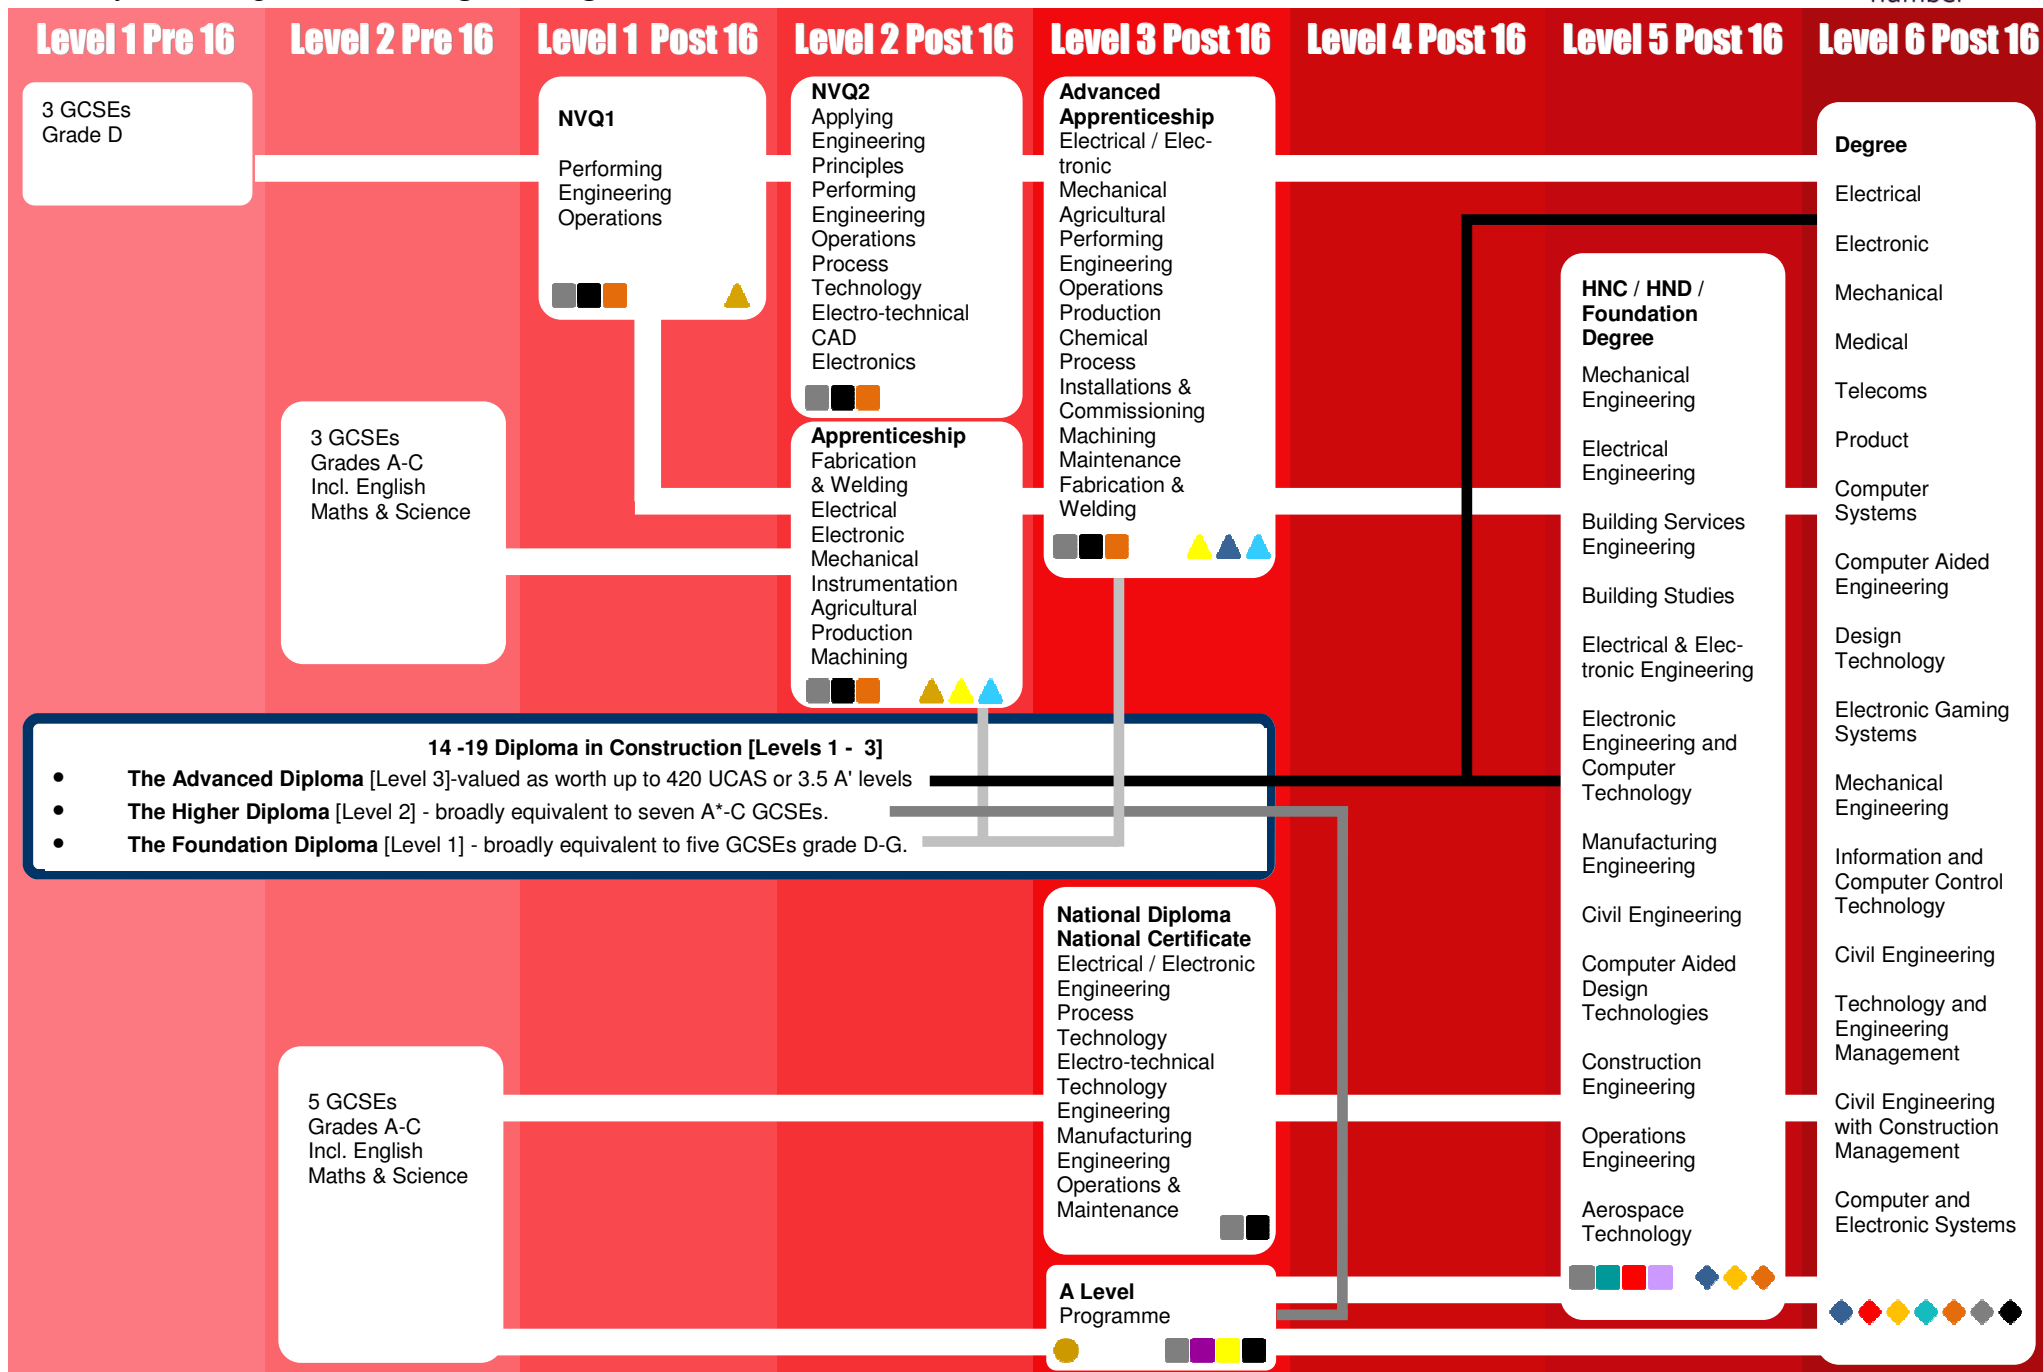 Level 1 Pre 16
Level 2 Pre 16
Level 1 Post 16
Level 2 Post 16
Level 3 Post 16
Level 4 Post 16
Level 5 Post 16
Level 6 Post 16
3 GCSEs
Grade D
3 GCSEs
Grades A-C
Incl. English
Maths & Science
5 GCSEs
Grades A-C
Incl. English
Maths & Science
NVQ1
Performing
Engineering
Operations
NVQ2
Applying
Engineering
Principles
Performing
Engineering
Operations
Process
Technology
Electro-technical
CAD
Electronics
Apprenticeship
Fabrication
& Welding
Electrical
Electronic
Mechanical
Instrumentation
Agricultural
Production
Machining
Advanced
Apprenticeship
Electrical / Elec-
tronic
Mechanical
Agricultural
Performing
Engineering
Operations
Production
Chemical
Process
Installations &
Commissioning
Machining
Maintenance
Fabrication &
Welding
14 -19 Diploma in Construction [Levels 1 - 3]
• The Advanced Diploma [Level 3]-valued as worth up to 420 UCAS or 3.5 A' levels
• The Higher Diploma [Level 2] - broadly equivalent to seven A*-C GCSEs.
• The Foundation Diploma [Level 1] - broadly equivalent to five GCSEs grade D-G.
National Diploma
National Certificate
Electrical / Electronic
Engineering
Process
Technology
Electro-technical
Technology
Engineering
Manufacturing
Engineering
Operations &
Maintenance
A Level
Programme
HNC / HND /
Foundation
Degree
Mechanical
Engineering
Electrical
Engineering
Building Services
Engineering
Building Studies
Electrical & Elec-
tronic Engineering
Electronic
Engineering and
Computer
Technology
Manufacturing
Engineering
Civil Engineering
Computer Aided
Design
Technologies
Construction
Engineering
Operations
Engineering
Aerospace
Technology
Degree
Electrical
Electronic
Mechanical
Medical
Telecoms
Product
Computer
Systems
Computer Aided
Engineering
Design
Technology
Electronic Gaming
Systems
Mechanical
Engineering
Information and
Computer Control
Technology
Civil Engineering
Technology and
Engineering
Management
Civil Engineering
with Construction
Management
Computer and
Electronic Systems